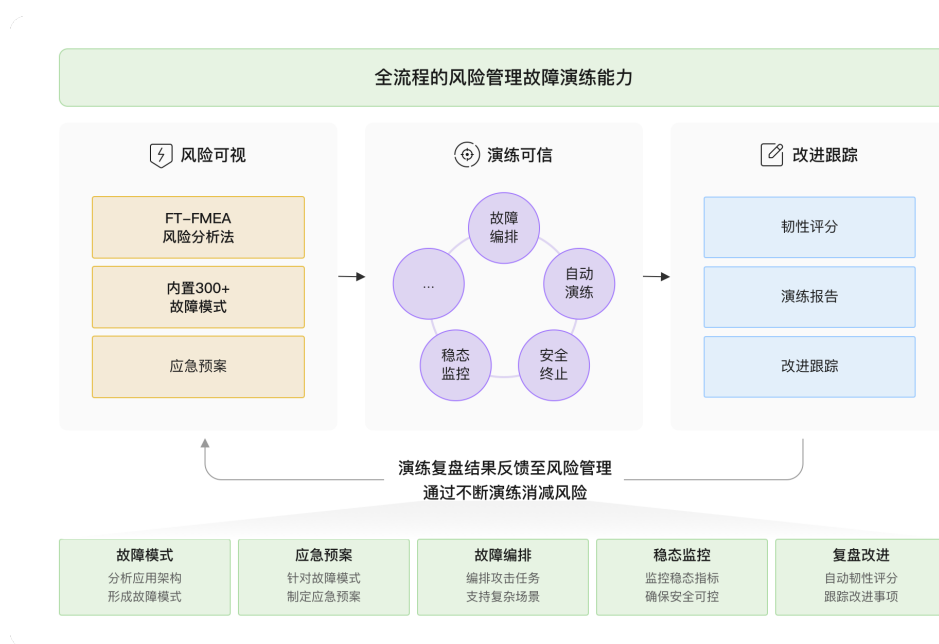 全流程的风险管理故障演练能力
风险可视
FT-FMEA
风险分析法
内置300+
故障模式
应急预案
演练可信
故障
编排
自动
演练
安全
终止
稳态
监控
...
改进跟踪
韧性评分
演练报告
改进跟踪
演练复盘结果反馈至风险管理
通过不断演练消减风险
故障模式
分析应用架构
形成故障模式
应急预案
针对故障模式
制定应急预案
故障编排
编排攻击任务
支持复杂场景
稳态监控
监控稳态指标
确保安全可控
复盘改进
自动韧性评分
跟踪改进事项